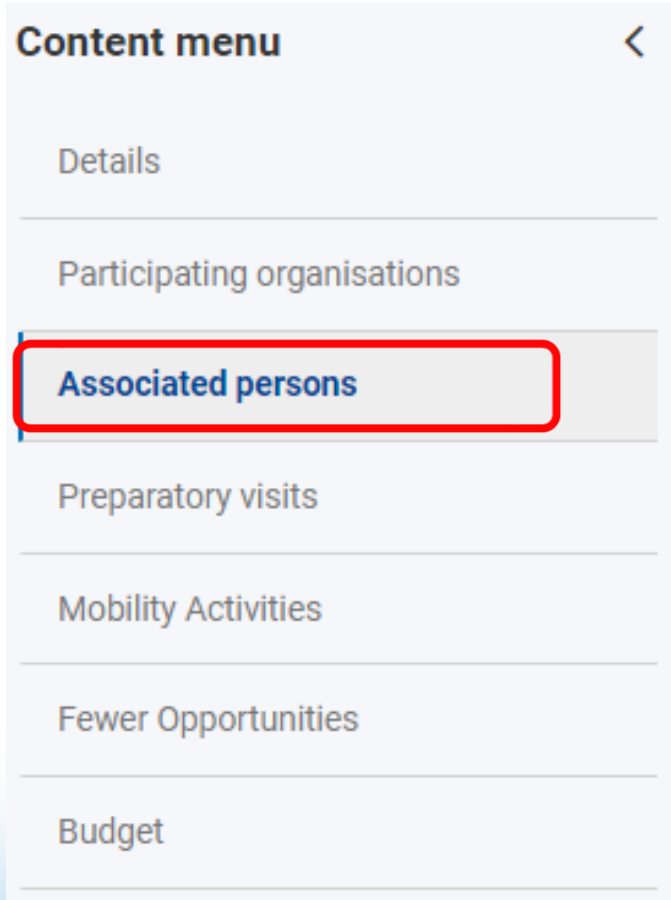 Content menu
Details
Participating organisations
Associated persons
Preparatory visits
Mobility Activities
Fewer Opportunities
Budget